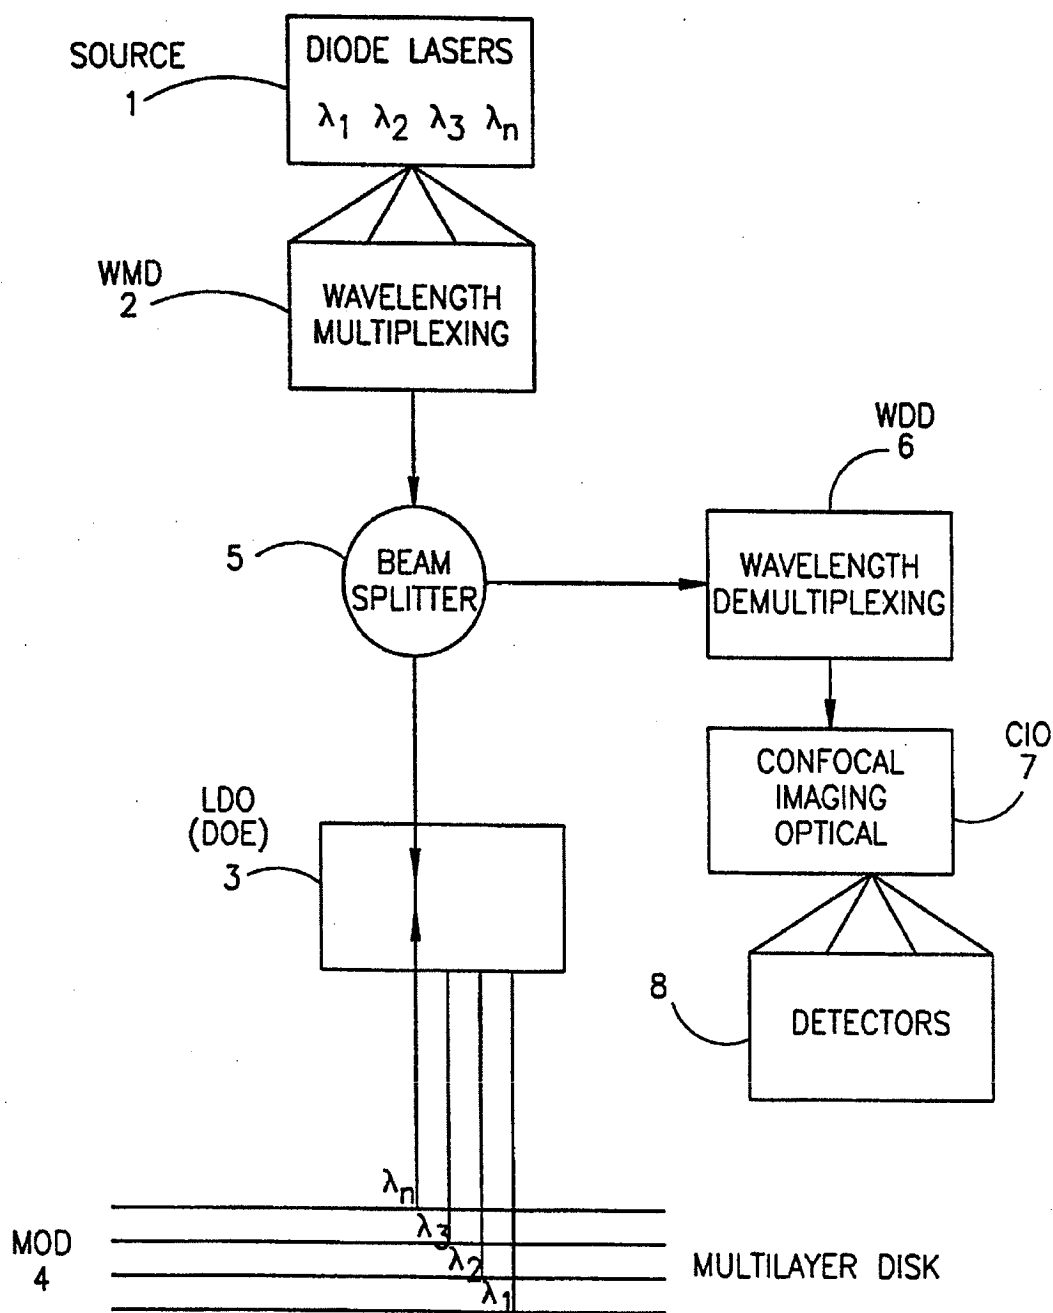 SOURCE
1
DIODE LASERS
λ1 λ2 λ3 λn
WMD
2
WAVELENGTH
MULTIPLEXING
WDD
6
5
BEAM
SPLITTER
WAVELENGTH
DEMULTIPLEXING
CIO
7
CONFOCAL
IMAGING
OPTICAL
LDO
(DOE)
3
8
DETECTORS
λn
λ3
λ2
λ1
MOD
4
MULTILAYER DISK